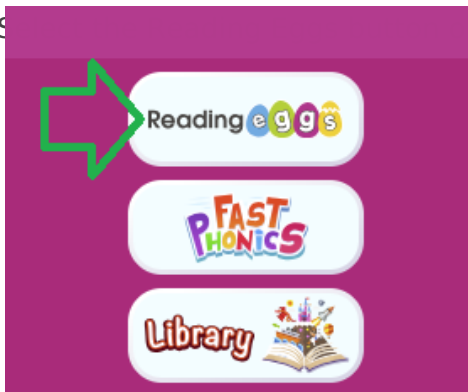 s
Reading eggs
FAST
PHONICS
Library